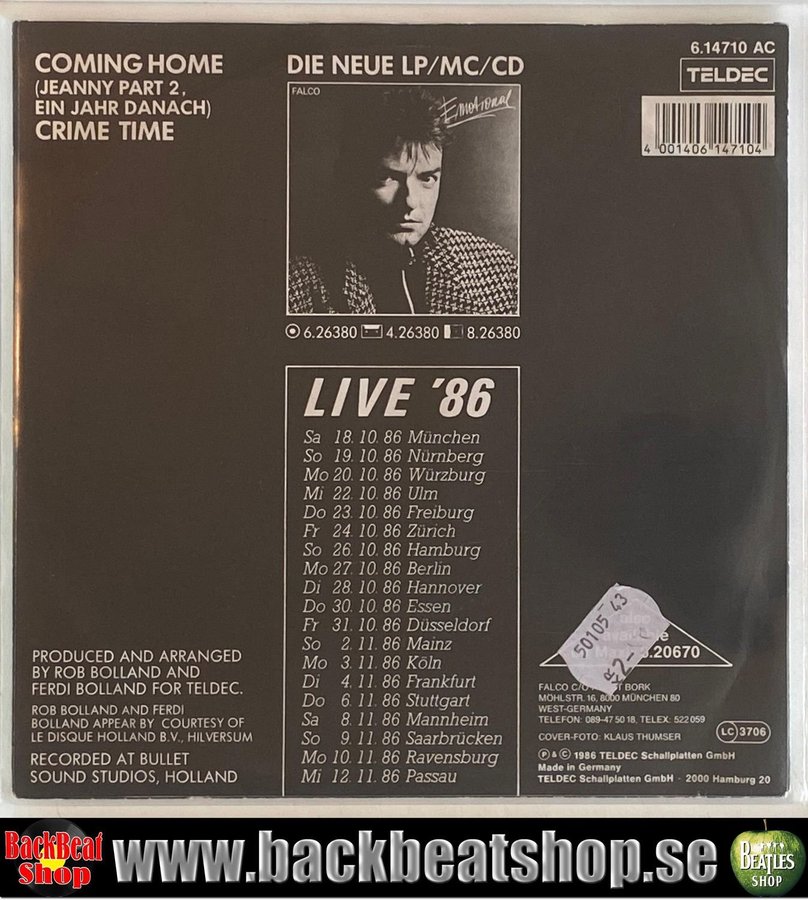 COMING HOME
(JEANNY PART 2,
EIN JAHR DANACH)
CRIME TIME
DIE NEUE LP/MC/CD
FALCO
Emotional
6.26380 4.26380 8.26380
6.14710 AC
TELDEC
4 001406 147104
LIVE '86
Sa 18. 10. 86 München
So 19. 10. 86 Nürnberg
Mo 20. 10. 86 Würzburg
Mi 22. 10. 86 Ulm
Do 23. 10. 86 Freiburg
Fr 24. 10. 86 Zürich
So 26. 10. 86 Hamburg
Mo 27. 10. 86 Berlin
Di 28. 10. 86 Hannover
Do 30. 10. 86 Essen
Fr 31. 10. 86 Düsseldorf
So 2. 11. 86 Mainz
Mo 3. 11. 86 Köln
Di 4. 11. 86 Frankfurt
Do 6. 11. 86 Stuttgart
Sa 8. 11. 86 Mannheim
So 9. 11. 86 Saarbrücken
Mo 10. 11. 86 Ravensburg
Mi 12. 11. 86 Passau
PRODUCED AND ARRANGED
BY ROB BOLLAND AND
FERDI BOLLAND FOR TELDEC.
ROB BOLLAND AND FERDI
BOLLAND APPEAR BY COURTESY OF
LE DISQUE HOLLAND B.V., HILVERSUM
RECORDED AT BULLET
SOUND STUDIOS, HOLLAND
50105 43
.20670
FALCO C/O BORK
MÖHLSTR. 16, 8000 MÜNCHEN 80
WEST-GERMANY
TELEFON: 089-47 50 18, TELEX: 522 059
COVER-FOTO: KLAUS THUMSER
LC 3706
Ⓟ & © 1986 TELDEC Schallplatten GmbH
Made in Germany
TELDEC Schallplatten GmbH · 2000 Hamburg 20
BackBeat
Shop
www.backbeatshop.se
BEATLES
SHOP